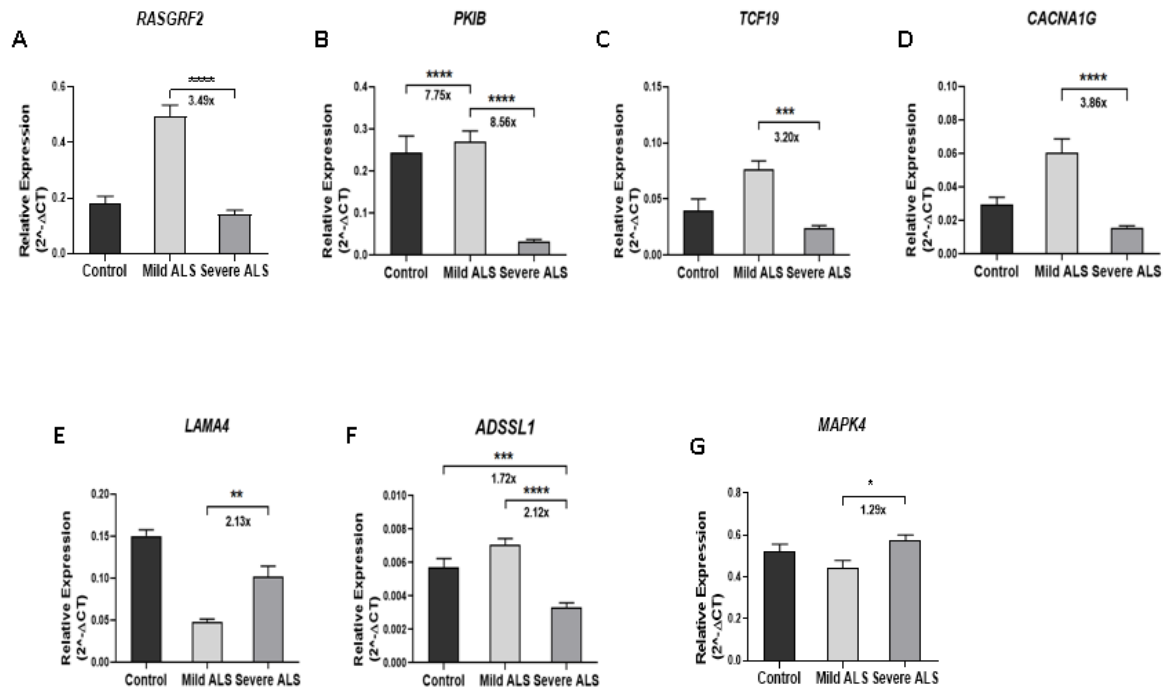 RASGRF2
PKIB
TCF19
CACNA1G
A
B
C
D
Relative Expression
(2^-ΔCT)
0.6
0.4
0.2
0.0
****
3.49x
Control Mild ALS Severe ALS
Relative Expression
(2^-ΔCT)
0.4
0.3
0.2
0.1
0.0
****
7.75x
****
8.56x
Control Mild ALS Severe ALS
Relative Expression
(2^-ΔCT)
0.15
0.10
0.05
0.00
***
3.20x
Control Mild ALS Severe ALS
Relative Expression
(2^-ΔCT)
0.10
0.08
0.06
0.04
0.02
0.00
****
3.86x
Control Mild ALS Severe ALS
LAMA4
ADSSL1
MAPK4
E
F
G
Relative Expression
(2^-ΔCT)
0.20
0.15
0.10
0.05
0.00
**
2.13x
Control Mild ALS Severe ALS
Relative Expression
(2^-ΔCT)
0.010
0.008
0.006
0.004
0.002
0.000
***
1.72x
****
2.12x
Control Mild ALS Severe ALS
Relative Expression
(2^-ΔCT)
0.8
0.6
0.4
0.2
0.0
*
1.29x
Control Mild ALS Severe ALS